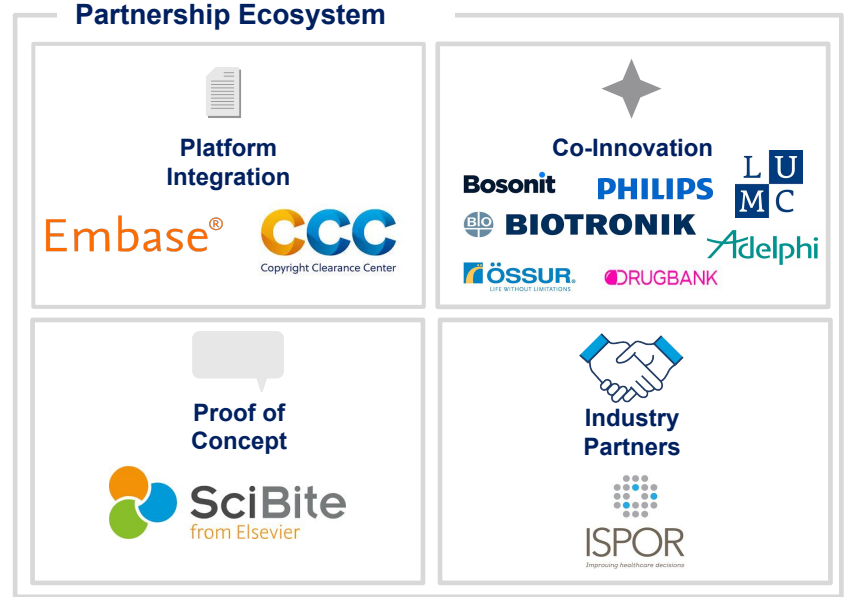 Partnership Ecosystem
Platform
Integration
Embase®
CCC
Copyright Clearance Center
Co-Innovation
Bosonit
PHILIPS
L U
M C
BIO BIOTRONIK
Adelphi
ÖSSUR.
LIFE WITHOUT LIMITATIONS
DRUGBANK
Proof of
Concept
SciBite
from Elsevier
Industry
Partners
ISPOR
Improving healthcare decisions